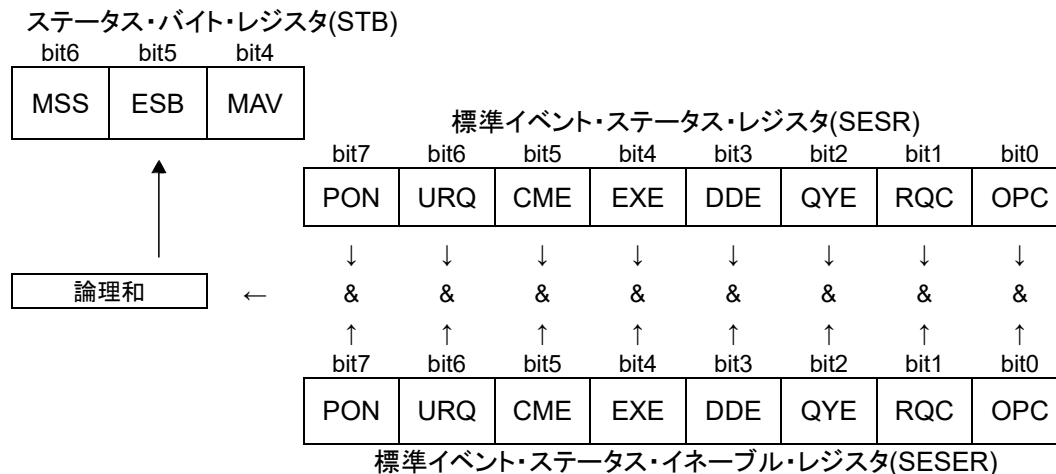 ステータス・バイト・レジスタ(STB)
bit6 bit5 bit4
MSS ESB MAV
標準イベント・ステータス・レジスタ(SESR)
bit7 bit6 bit5 bit4 bit3 bit2 bit1 bit0
PON URQ CME EXE DDE QYE RQC OPC
↓ ↓ ↓ ↓ ↓ ↓ ↓ ↓
論理和 ← & & & & & & & &
↑ ↑ ↑ ↑ ↑ ↑ ↑ ↑
bit7 bit6 bit5 bit4 bit3 bit2 bit1 bit0
PON URQ CME EXE DDE QYE RQC OPC
標準イベント・ステータス・イネーブル・レジスタ(SESER)